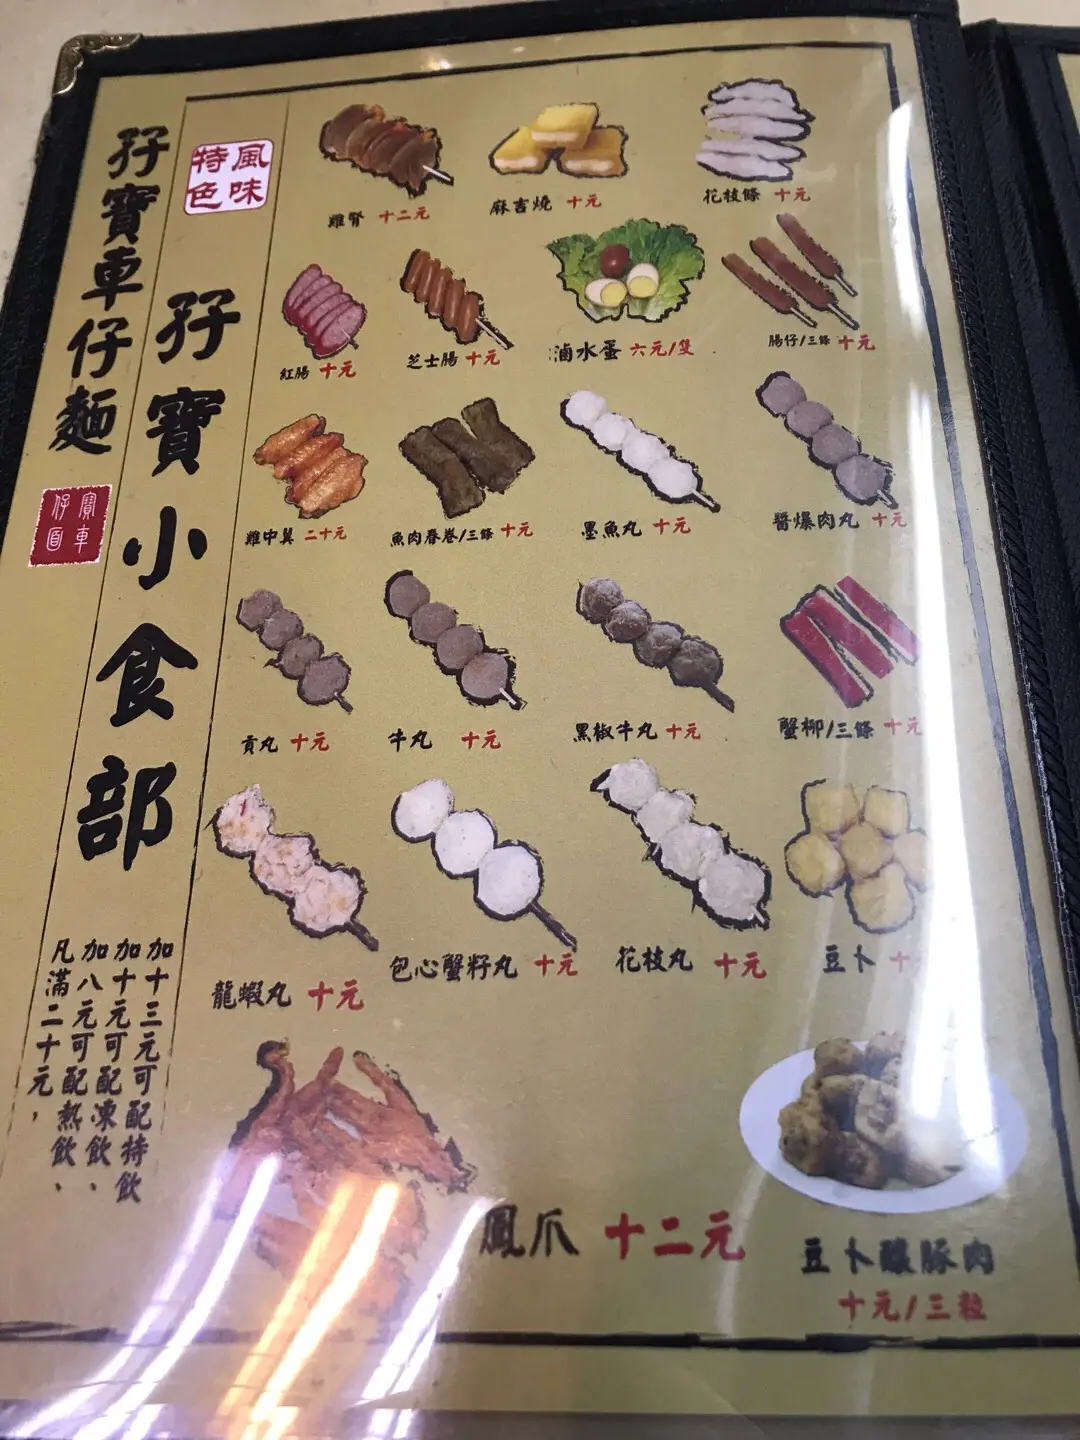 孖寶車仔麵
寶車
仔面
孖寶小食部
風味
特色
凡滿二十元，
加八元可配熱飲、
加十元可配凍飲、
加十三元可配特飲
雞腎 十二元
麻吉燒 十元
花枝條 十元
紅腸 十元
芝士腸 十元
滷水蛋 六元/隻
腸仔/三條 十元
雞中翼 二十元
魚肉春卷/三條 十元
墨魚丸 十元
醬爆肉丸 十元
貢丸 十元
牛丸 十元
黑椒牛丸 十元
蟹柳/三條 十元
龍蝦丸 十元
包心蟹籽丸 十元
花枝丸 十元
豆卜 十
鳳爪 十二元
豆卜釀豚肉
十元/三粒